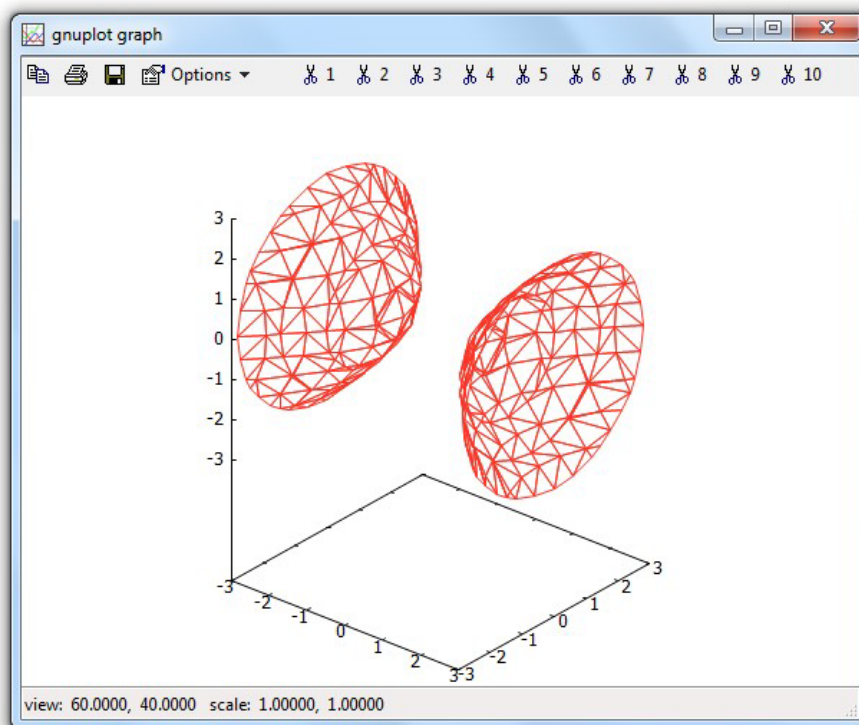 gnuplot graph
Options 1 2 3 4 5 6 7 8 9 10
3
2
1
0
-1
-2
-3
-3 -2 -1 0 1 2 3
-3 -2 -1 0 1 2 3
view: 60.0000, 40.0000 scale: 1.00000, 1.00000